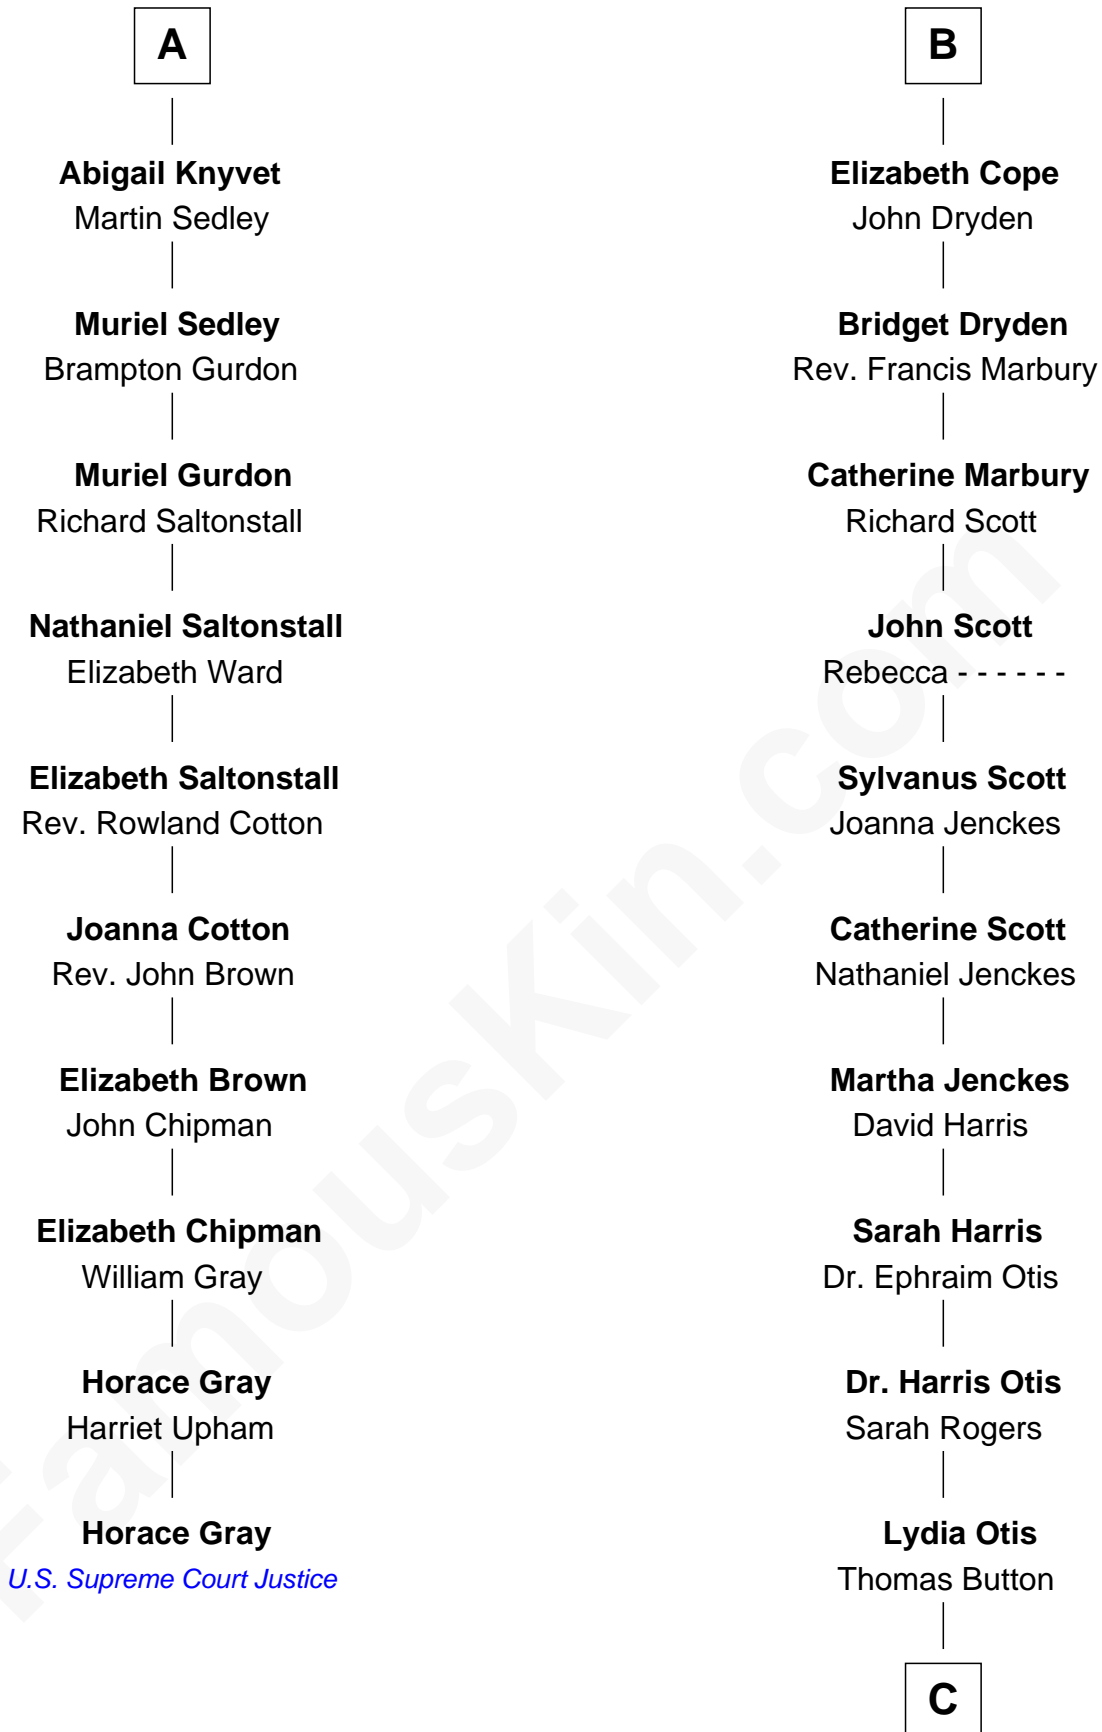 A
Abigail Knyvet
Martin Sedley
Muriel Sedley
Brampton Gurdon
Muriel Gurdon
Richard Saltonstall
Nathaniel Saltonstall
Elizabeth Ward
Elizabeth Saltonstall
Rev. Rowland Cotton
Joanna Cotton
Rev. John Brown
Elizabeth Brown
John Chipman
Elizabeth Chipman
William Gray
Horace Gray
Harriet Upham
Horace Gray
U.S. Supreme Court Justice
B
Elizabeth Cope
John Dryden
Bridget Dryden
Rev. Francis Marbury
Catherine Marbury
Richard Scott
John Scott
Rebecca - - - - - -
Sylvanus Scott
Joanna Jenckes
Catherine Scott
Nathaniel Jenckes
Martha Jenckes
David Harris
Sarah Harris
Dr. Ephraim Otis
Dr. Harris Otis
Sarah Rogers
Lydia Otis
Thomas Button
C
FamousKin.com